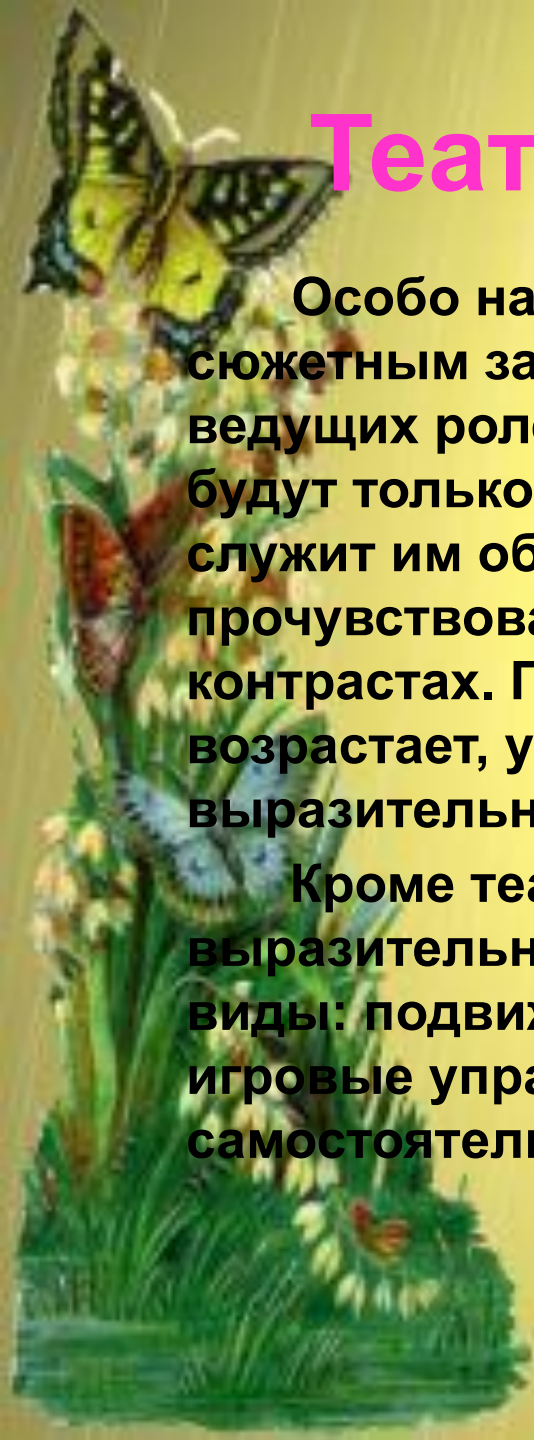 Теат
Особо на
сюжетным за
ведущих рол
будут только
служит им об
прочувствова
контрастах. П
возрастает, у
выразительн
Кроме теа
выразительн
виды: подвиж
игровые упра
самостоятель